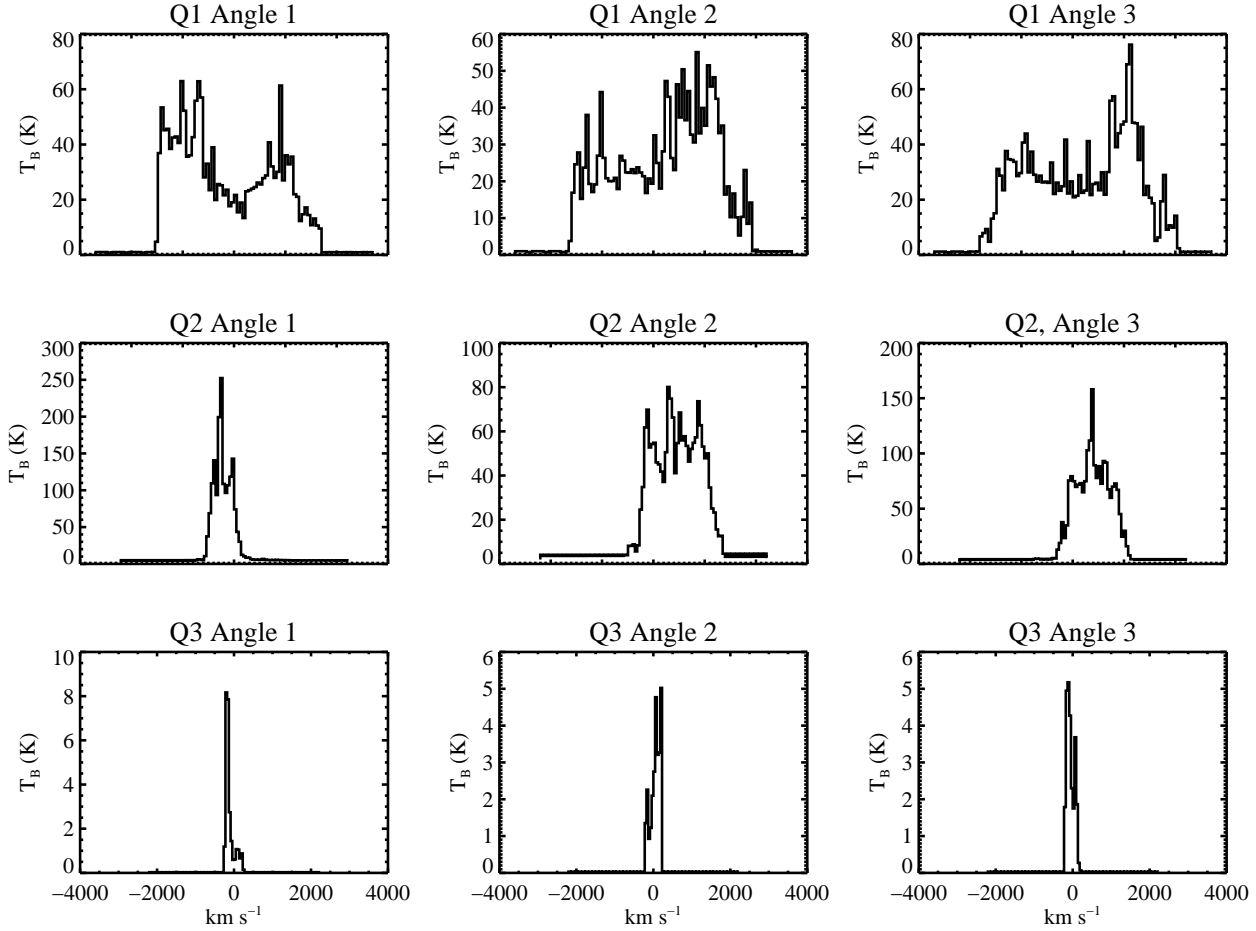 Q1 Angle 1
Q1 Angle 2
Q1 Angle 3
80
60
40
20
0
T_B (K)
60
50
40
30
20
10
0
T_B (K)
80
60
40
20
0
T_B (K)
Q2 Angle 1
Q2 Angle 2
Q2, Angle 3
300
250
200
150
100
50
0
T_B (K)
100
80
60
40
20
0
T_B (K)
200
150
100
50
0
T_B (K)
Q3 Angle 1
Q3 Angle 2
Q3 Angle 3
10
8
6
4
2
0
T_B (K)
6
5
4
3
2
1
0
T_B (K)
6
5
4
3
2
1
0
T_B (K)
−4000 −2000 0 2000 4000
−4000 −2000 0 2000 4000
−4000 −2000 0 2000 4000
km s⁻¹
km s⁻¹
km s⁻¹